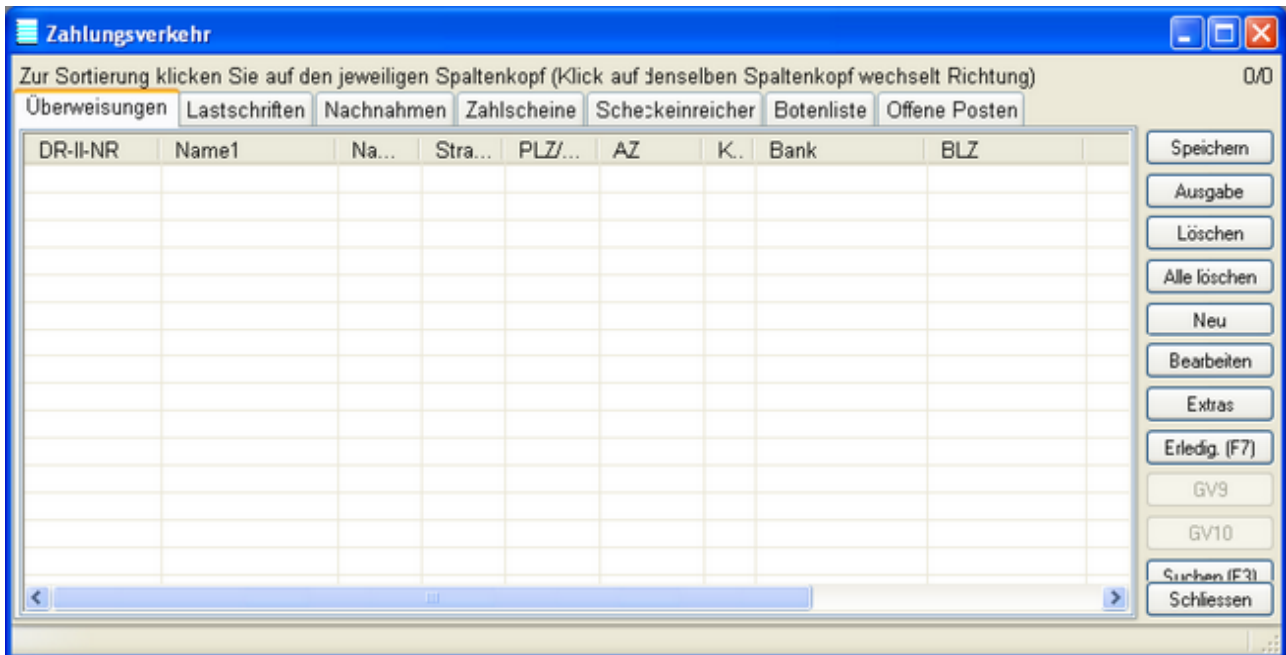 Zahlungsverkehr
Zur Sortierung klicken Sie auf den jeweiligen Spaltenkopf (Klick auf denselben Spaltenkopf wechselt Richtung) 0/0
Überweisungen Lastschriften Nachnahmen Zahlscheine Scheckeinreicher Botenliste Offene Posten
DR-II-NR Name1 Na... Stra... PLZ/... AZ K.. Bank BLZ
Speichern
Ausgabe
Löschen
Alle löschen
Neu
Bearbeiten
Extras
Erledig. (F7)
GV9
GV10
Suchen (F3)
Schliessen